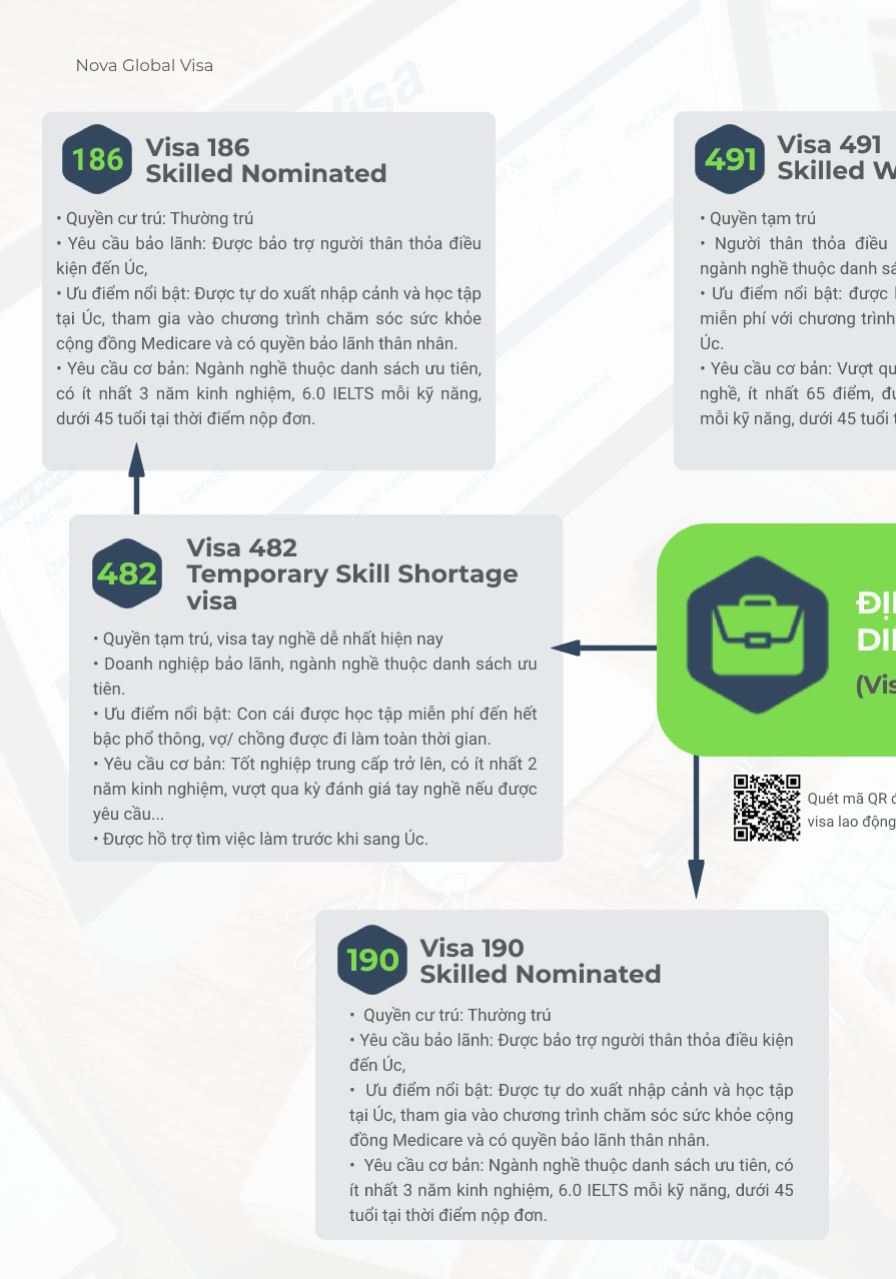 Nova Global Visa
186
Visa 186
Skilled Nominated
• Quyền cư trú: Thường trú
• Yêu cầu bảo lãnh: Được bảo trợ người thân thỏa điều
kiện đến Úc,
• Ưu điểm nổi bật: Được tự do xuất nhập cảnh và học tập
tại Úc, tham gia vào chương trình chăm sóc sức khỏe
cộng đồng Medicare và có quyền bảo lãnh thân nhân.
• Yêu cầu cơ bản: Ngành nghề thuộc danh sách ưu tiên,
có ít nhất 3 năm kinh nghiệm, 6.0 IELTS mỗi kỹ năng,
dưới 45 tuổi tại thời điểm nộp đơn.
491
Visa 491
Skilled W
• Quyền tạm trú
• Người thân thỏa điều
ngành nghề thuộc danh sá
• Ưu điểm nổi bật: được
miễn phí với chương trình
Úc.
• Yêu cầu cơ bản: Vượt qu
nghề, ít nhất 65 điểm,
mỗi kỹ năng, dưới 45 tuổi
482
Visa 482
Temporary Skill Shortage
visa
• Quyền tạm trú, visa tay nghề dễ nhất hiện nay
• Doanh nghiệp bảo lãnh, ngành nghề thuộc danh sách ưu
tiên.
• Ưu điểm nổi bật: Con cái được học tập miễn phí đến hết
bậc phổ thông, vợ/ chồng được đi làm toàn thời gian.
• Yêu cầu cơ bản: Tốt nghiệp trung cấp trở lên, có ít nhất 2
năm kinh nghiệm, vượt qua kỳ đánh giá tay nghề nếu được
yêu cầu...
• Được hồ trợ tìm việc làm trước khi sang Úc.
(Vis
Quét mã QR
visa lao động
190
Visa 190
Skilled Nominated
• Quyền cư trú: Thường trú
• Yêu cầu bảo lãnh: Được bảo trợ người thân thỏa điều kiện
đến Úc,
• Ưu điểm nổi bật: Được tự do xuất nhập cảnh và học tập
tại Úc, tham gia vào chương trình chăm sóc sức khỏe cộng
đồng Medicare và có quyền bảo lãnh thân nhân.
• Yêu cầu cơ bản: Ngành nghề thuộc danh sách ưu tiên, có
ít nhất 3 năm kinh nghiệm, 6.0 IELTS mỗi kỹ năng, dưới 45
tuổi tại thời điểm nộp đơn.